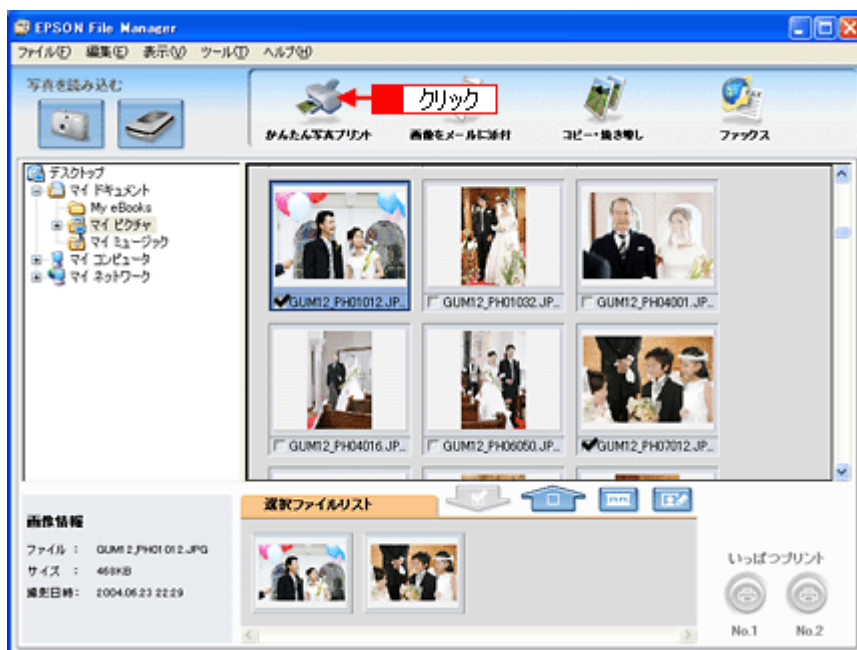 EPSON File Manager
ファイル(F) 編集(E) 表示(V) ツール(T) ヘルプ(H)
写真を読み込む
クリック
かんたん写真プリント 画像をメールに添付 コピー・焼き増し ファックス
デスクトップ
マイ ドキュメント
My eBooks
マイ ピクチャ
マイ ミュージック
マイ コンピュータ
マイ ネットワーク
GUM12_PH01012.JP... GUM12_PH01032.JP... GUM12_PH04001.JP...
GUM12_PH04016.JP... GUM12_PH06050.JP... GUM12_PH07012.JP...
選択ファイルリスト
画像情報
ファイル : GUM12_PH01012.JPG
サイズ : 468KB
撮影日時: 2004.06.23 22:29
いっぱつプリント
No.1 No.2